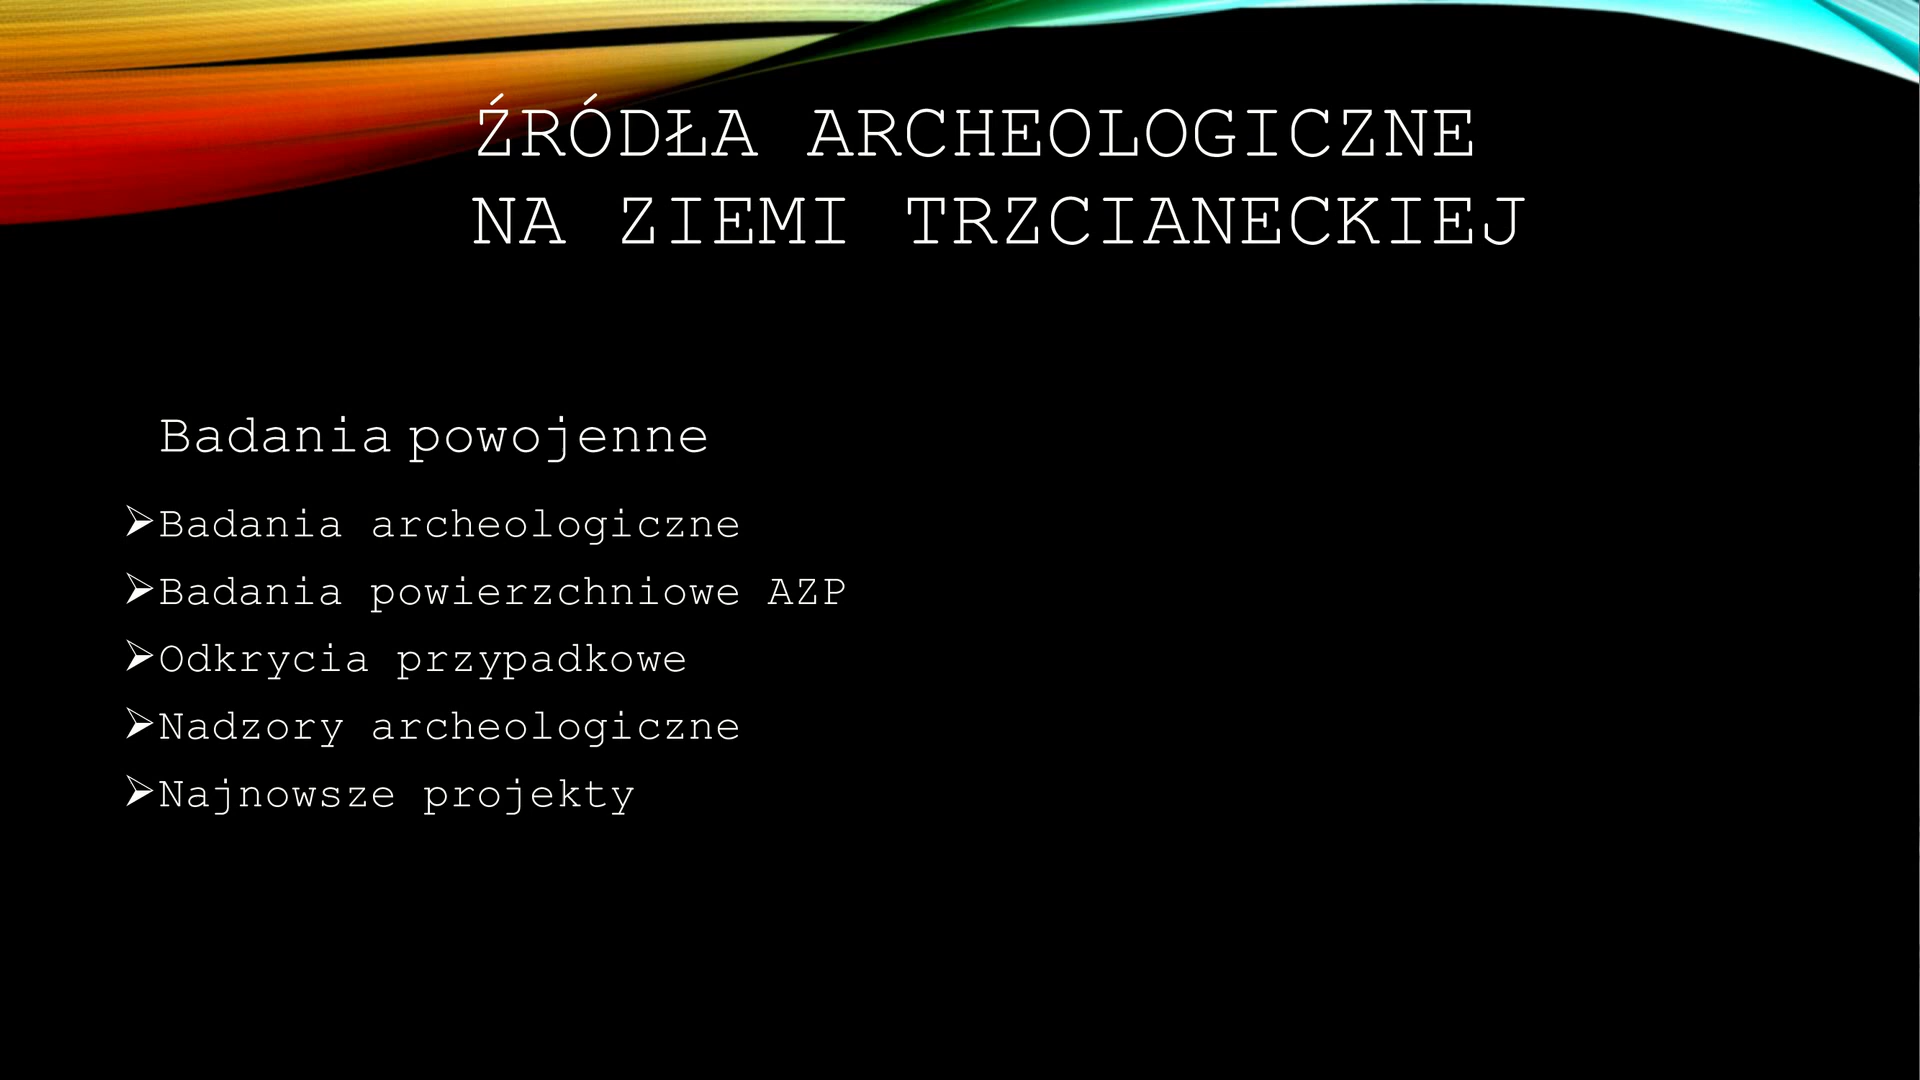 ŹRÓDŁA ARCHEOLOGICZNE
NA ZIEMI TRZCIANECKIEJ
Badania powojenne
➢Badania archeologiczne
➢Badania powierzchniowe AZP
➢Odkrycia przypadkowe
➢Nadzory archeologiczne
➢Najnowsze projekty